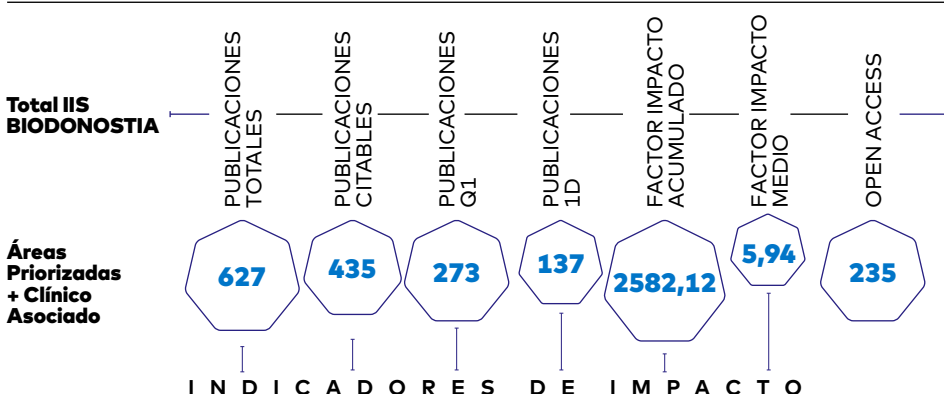 Total IIS
BIODONOSTIA
PUBLICACIONES
TOTALES
PUBLICACIONES
CITABLES
PUBLICACIONES
Q1
PUBLICACIONES
1D
FACTOR IMPACTO
ACUMULADO
FACTOR IMPACTO
MEDIO
OPEN ACCESS
Áreas
Priorizadas
+ Clínico
Asociado
627
435
273
137
2582,12
5,94
235
INDICADORES DE IMPACTO